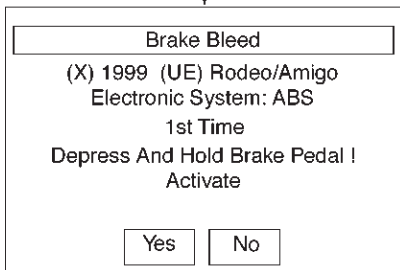 Brake Bleed
(X) 1999 (UE) Rodeo/Amigo
Electronic System: ABS
1st Time
Depress And Hold Brake Pedal !
Activate
Yes No